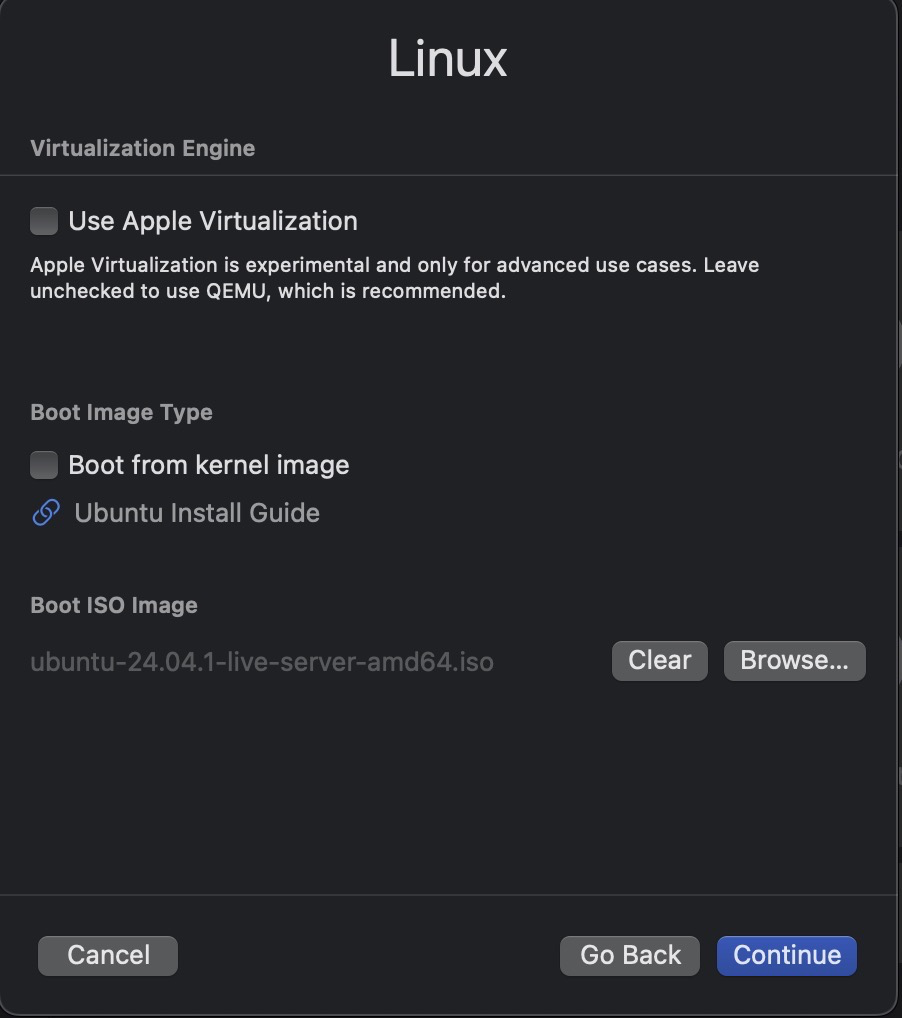 Linux
Virtualization Engine
Use Apple Virtualization
Apple Virtualization is experimental and only for advanced use cases. Leave
unchecked to use QEMU, which is recommended.
Boot Image Type
Boot from kernel image
Ubuntu Install Guide
Boot ISO Image
ubuntu-24.04.1-live-server-amd64.iso Clear Browse...
Cancel Go Back Continue